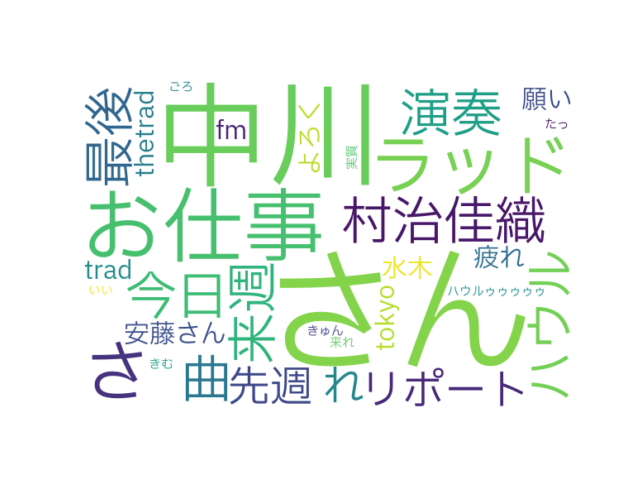 ごろ
最後
thetrad
中川
fm
よろく
実質
演奏
願い
たっ
ラッド
お仕事
村治佳織
trad
いい
今日
来週
さん
水木
疲れ
tokyo
ハウルゥゥゥゥゥ
ハウル
安藤さん
きゅん
来れ
さ
きむ
曲
先週
れ
リポート